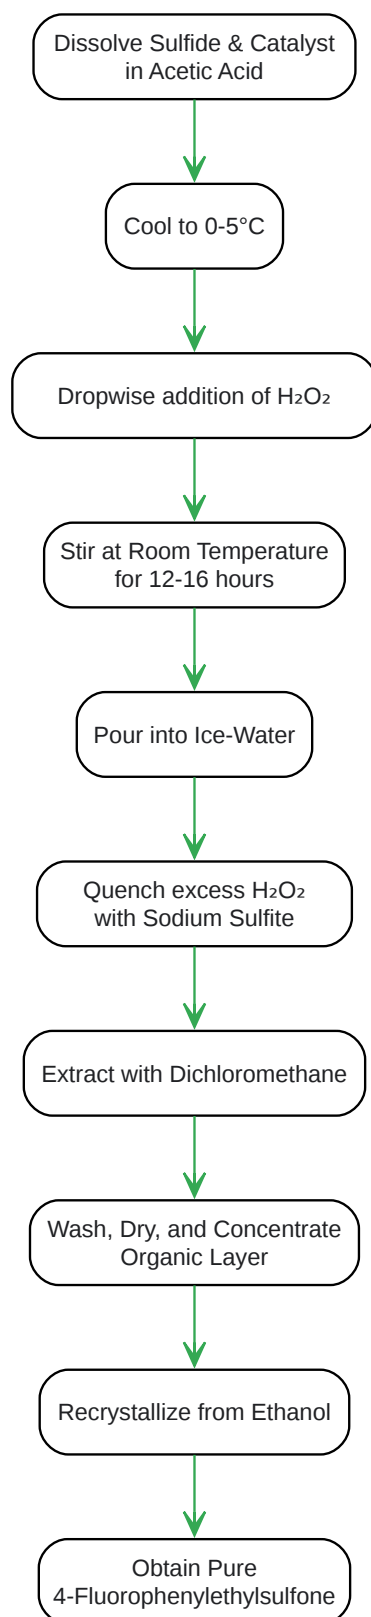 Dissolve Sulfide & Catalyst
in Acetic Acid
Cool to 0-5°C
Dropwise addition of H₂O₂
Stir at Room Temperature
for 12-16 hours
Pour into Ice-Water
Quench excess H₂O₂
with Sodium Sulfite
Extract with Dichloromethane
Wash, Dry, and Concentrate
Organic Layer
Recrystallize from Ethanol
Obtain Pure
4-Fluorophenylethylsulfone